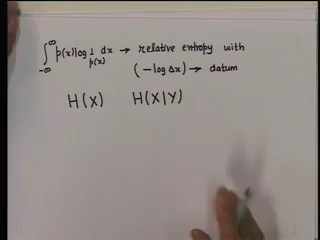 ∫_{-∞}^{∞} p(x) log 1/p(x) dx → relative entropy with
(-log Δx) → datum
H(X) H(X|Y)